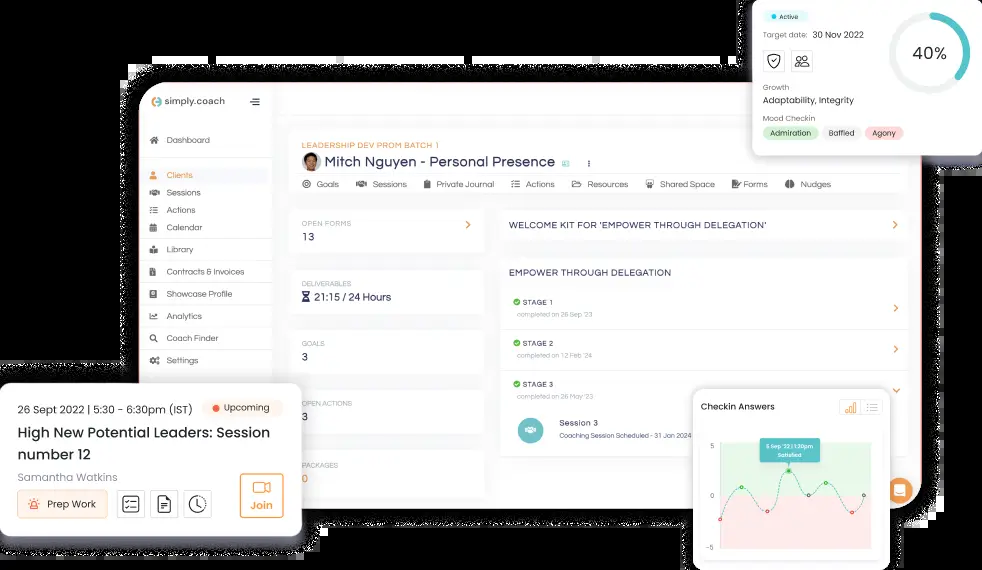 Active
Target date: 30 Nov 2022
40%
Growth
Adaptability, Integrity
Mood Checkin
Admiration Baffled Agony
simply.coach
Dashboard
Clients
Sessions
Actions
Calendar
Library
Contracts & Invoices
Showcase Profile
Analytics
Coach Finder
Settings
LEADERSHIP DEV PROM BATCH 1
Mitch Nguyen - Personal Presence
Goals Sessions Private Journal Actions Resources Shared Space Forms Nudges
OPEN FORMS
13
DELIVERABLES
21:15 / 24 Hours
GOALS
3
OPEN ACTIONS
3
PACKAGES
0
WELCOME KIT FOR 'EMPOWER THROUGH DELEGATION'
EMPOWER THROUGH DELEGATION
STAGE 1
completed on 26 Sep '23
STAGE 2
completed on 12 Feb '24
STAGE 3
completed on 26 May '23
Session 3
Coaching Session Scheduled - 31 Jan 2024
26 Sept 2022 | 5:30 - 6:30pm (IST)
Upcoming
High New Potential Leaders: Session
number 12
Samantha Watkins
Prep Work
Join
Checkin Answers
5 Sep '22 | 1:20pm
Satisfied
5
0
-5